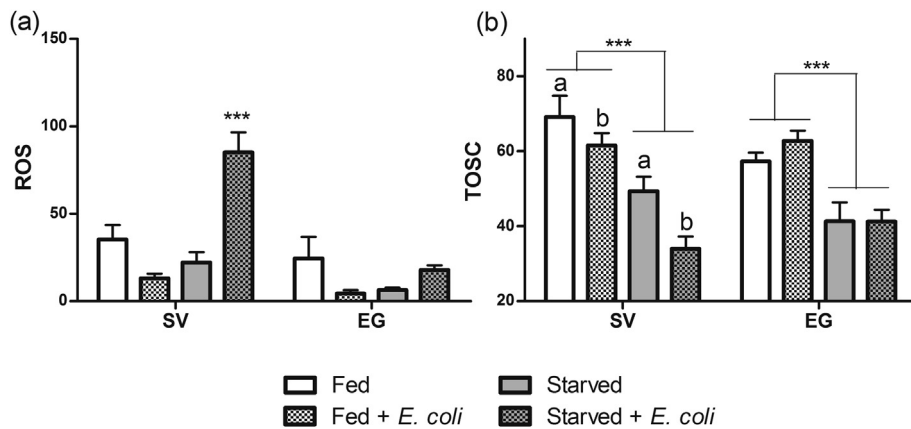 (a)
150
100
50
0
ROS
***
SV
EG
(b)
80
60
40
20
TOSC
***
***
a
b
a
b
SV
EG
Fed
Starved
Fed + E. coli
Starved + E. coli